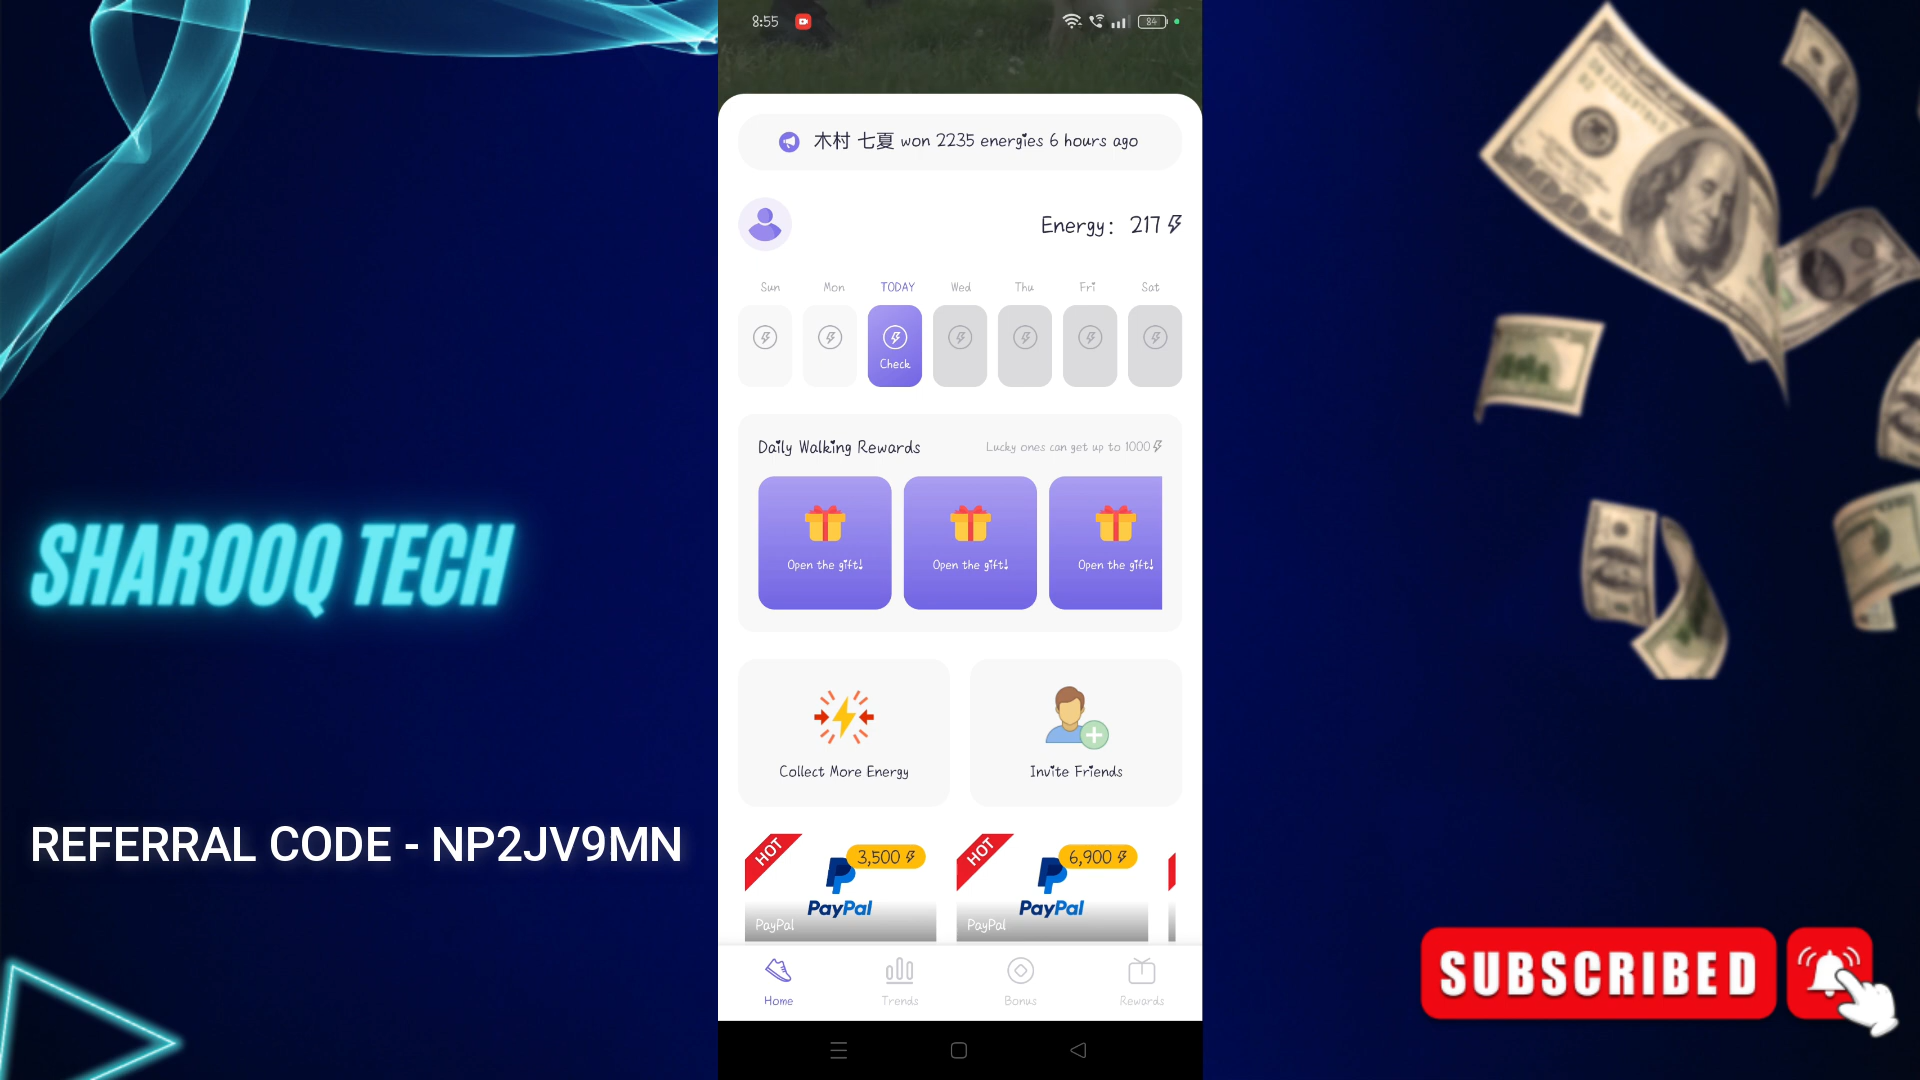 8:55
84
木村 七夏 won 2235 energies 6 hours ago
Energy: 217
Sun Mon TODAY Wed Thu Fri Sat
Check
Daily Walking Rewards
Lucky ones can get up to 1000
Open the gift! Open the gift! Open the gift!
SHAROOQ TECH
Collect More Energy
Invite Friends
REFERRAL CODE - NP2JV9MN
HOT 3,500 HOT 6,900
PayPal PayPal
PayPal PayPal
SUBSCRIBED
Home Trends Bonus Rewards